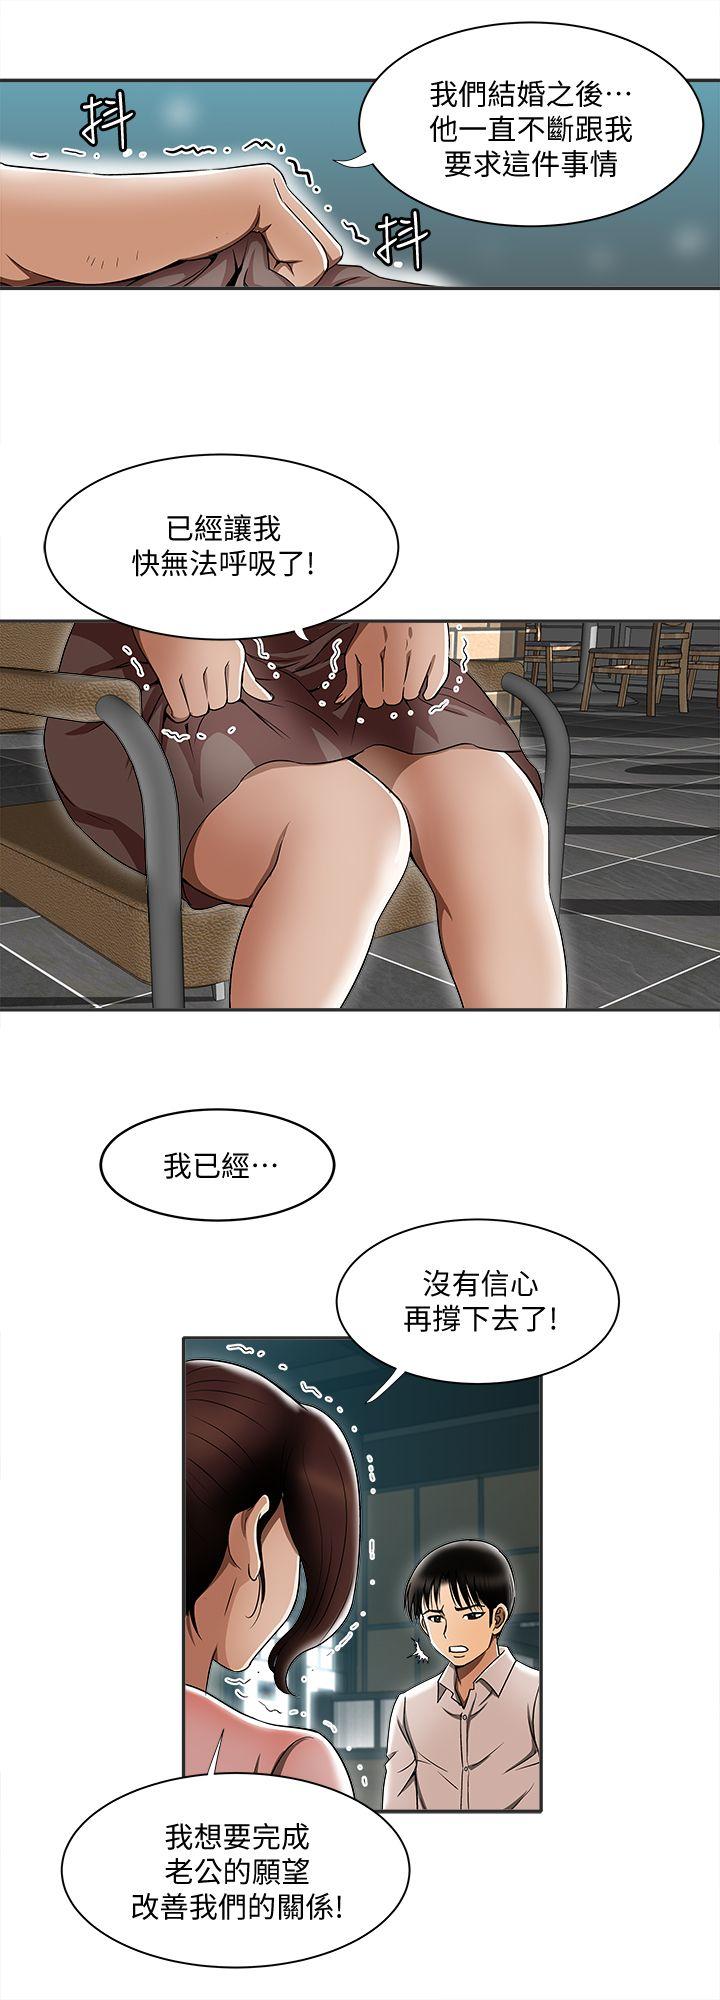 抖
我們結婚之後⋯
他一直不斷跟我
要求這件事情
抖
已經讓我
快無法呼吸了!
我已經⋯
沒有信心
再撐下去了!
我想要完成
老公的願望
改善我們的關係!